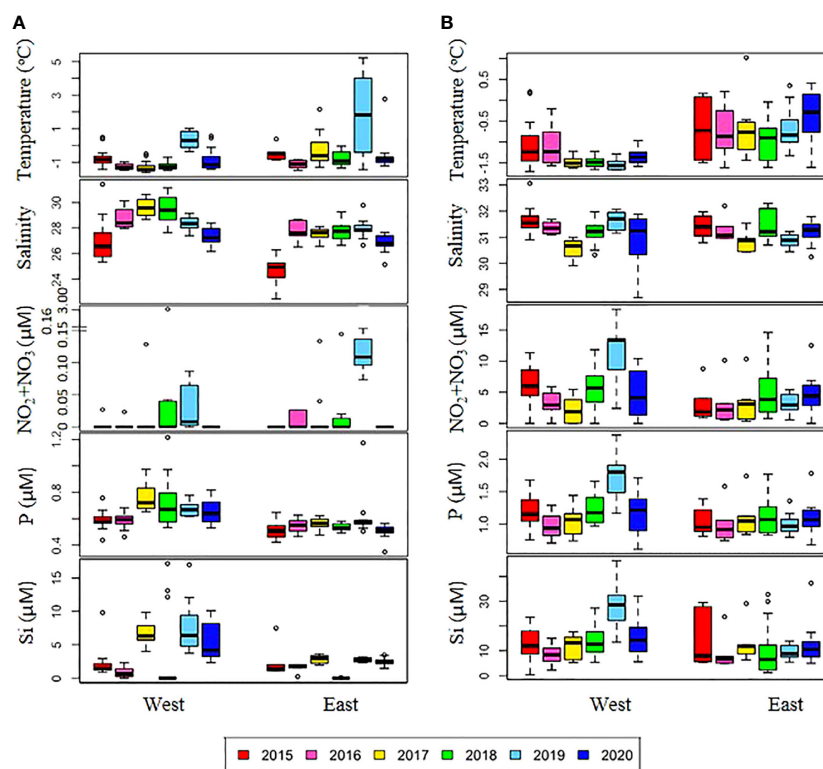 A
B
Temperature (°C)
5
3
1
-1
Salinity
30
28
26
24
NO2+NO3 (μM)
3.00
0.16
0.15
0.10
0.05
0
P (μM)
1.2
0.8
0.6
0.4
Si (μM)
15
10
5
0
West
East
Temperature (°C)
0.5
-0.5
-1.5
Salinity
33
32
31
30
29
NO2+NO3 (μM)
15
10
5
0
P (μM)
2.0
1.5
1.0
Si (μM)
30
10
0
West
East
2015
2016
2017
2018
2019
2020